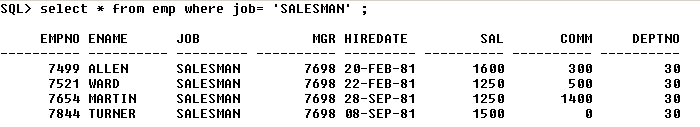 SQL> select * from emp where job= 'SALESMAN' ;
EMPNO ENAME JOB MGR HIREDATE SAL COMM DEPTNO
---------- ---------- --------- ---------- --------- ---------- ---------- ----------
7499 ALLEN SALESMAN 7698 20-FEB-81 1600 300 30
7521 WARD SALESMAN 7698 22-FEB-81 1250 500 30
7654 MARTIN SALESMAN 7698 28-SEP-81 1250 1400 30
7844 TURNER SALESMAN 7698 08-SEP-81 1500 0 30